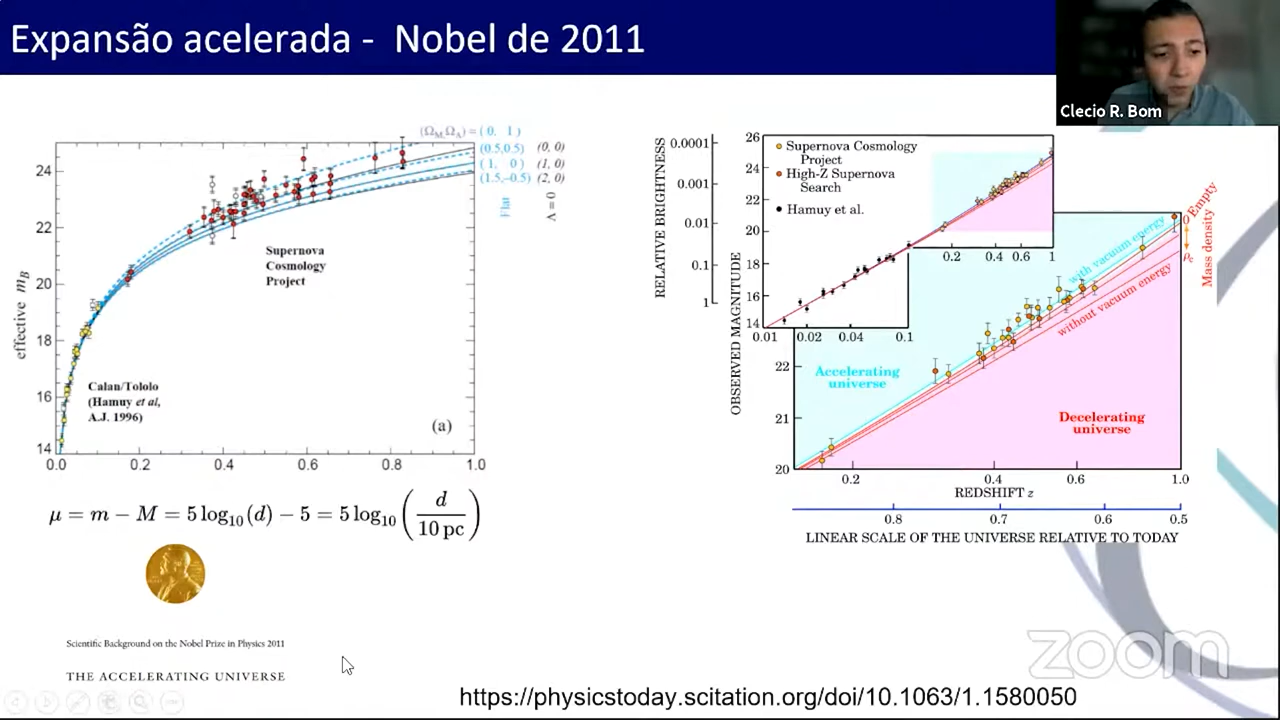 Expansão acelerada -  Nobel de 2011
Clecio R. Bom
(Ω_M,Ω_Λ) = ( 0, 1 )
(0.5,0.5) (0, 0)
( 1, 0 ) (1, 0)
(1.5,–0.5) (2, 0)
Flat
Λ = 0
24
22
20
18
16
14
effective m_B
Supernova
Cosmology
Project
Calan/Tololo
(Hamuy et al,
A.J. 1996)
(a)
0.0 0.2 0.4 0.6 0.8 1.0
μ = m − M = 5 log₁₀(d) − 5 = 5 log₁₀(d / 10 pc)
Scientific Background on the Nobel Prize in Physics 2011
THE ACCELERATING UNIVERSE
RELATIVE BRIGHTNESS
0.0001
0.001
0.01
0.1
1
OBSERVED MAGNITUDE
26
24
22
20
18
16
14
Supernova Cosmology
Project
High-Z Supernova
Search
Hamuy et al.
0.01 0.02 0.04 0.1
0.2 0.4 0.6 1
22
21
20
with vacuum energy
without vacuum energy
Accelerating
universe
Decelerating
universe
Empty
0
ρc
Mass density
0.2 0.4 0.6 1.0
REDSHIFT z
0.8 0.7 0.6 0.5
LINEAR SCALE OF THE UNIVERSE RELATIVE TO TODAY
zoom
https://physicstoday.scitation.org/doi/10.1063/1.1580050